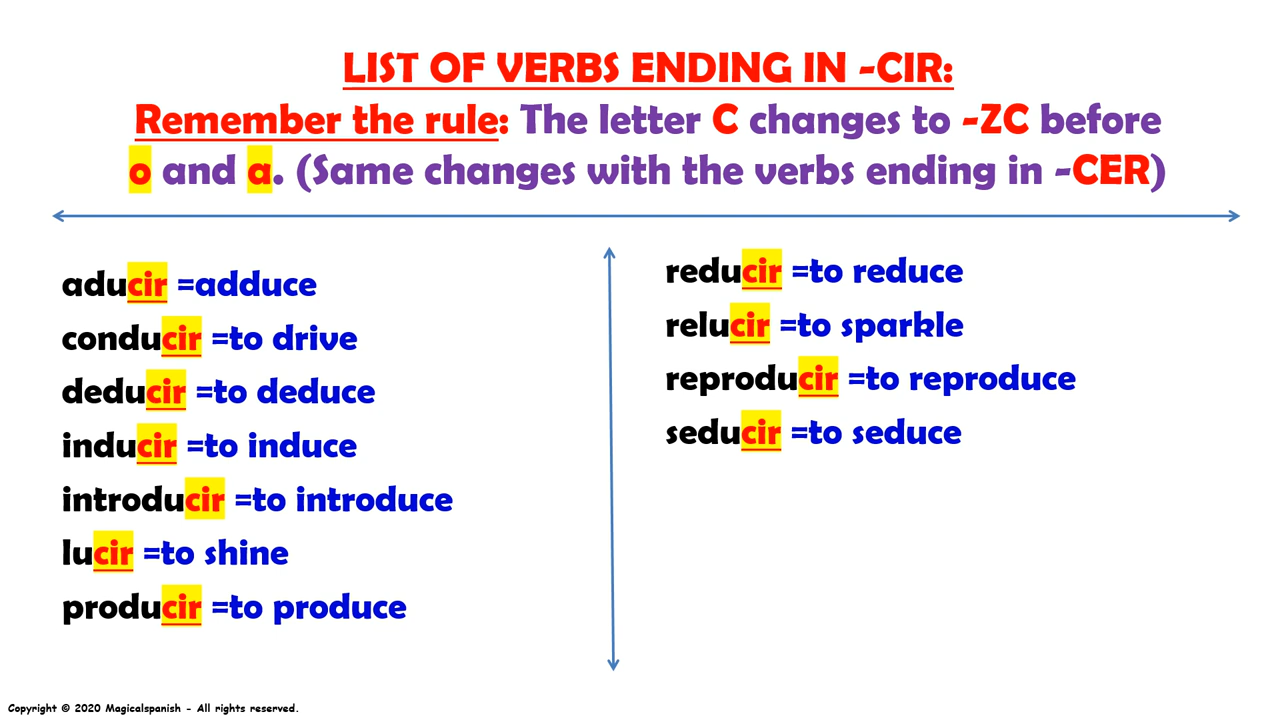 LIST OF VERBS ENDING IN -CIR:
Remember the rule: The letter C changes to -ZC before
o and a. (Same changes with the verbs ending in -CER)
aducir =adduce
conducir =to drive
deducir =to deduce
inducir =to induce
introducir =to introduce
lucir =to shine
producir =to produce
reducir =to reduce
relucir =to sparkle
reproducir =to reproduce
seducir =to seduce
Copyright © 2020 Magicalspanish - All rights reserved.